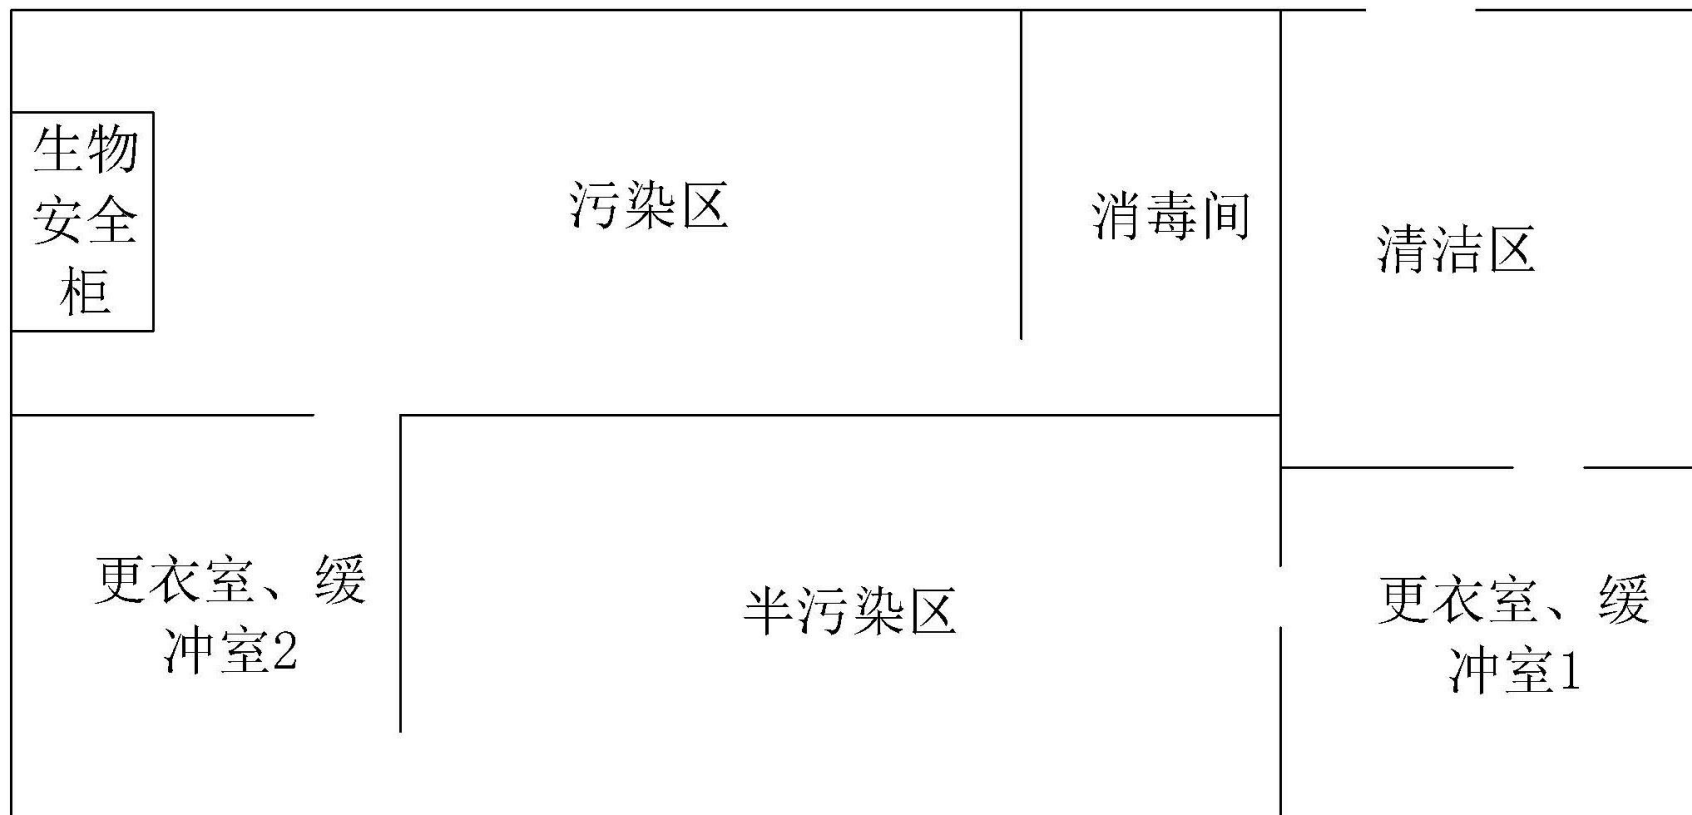 生物
安全
柜
污染区
消毒间
清洁区
更衣室、缓
冲室2
半污染区
更衣室、缓
冲室1